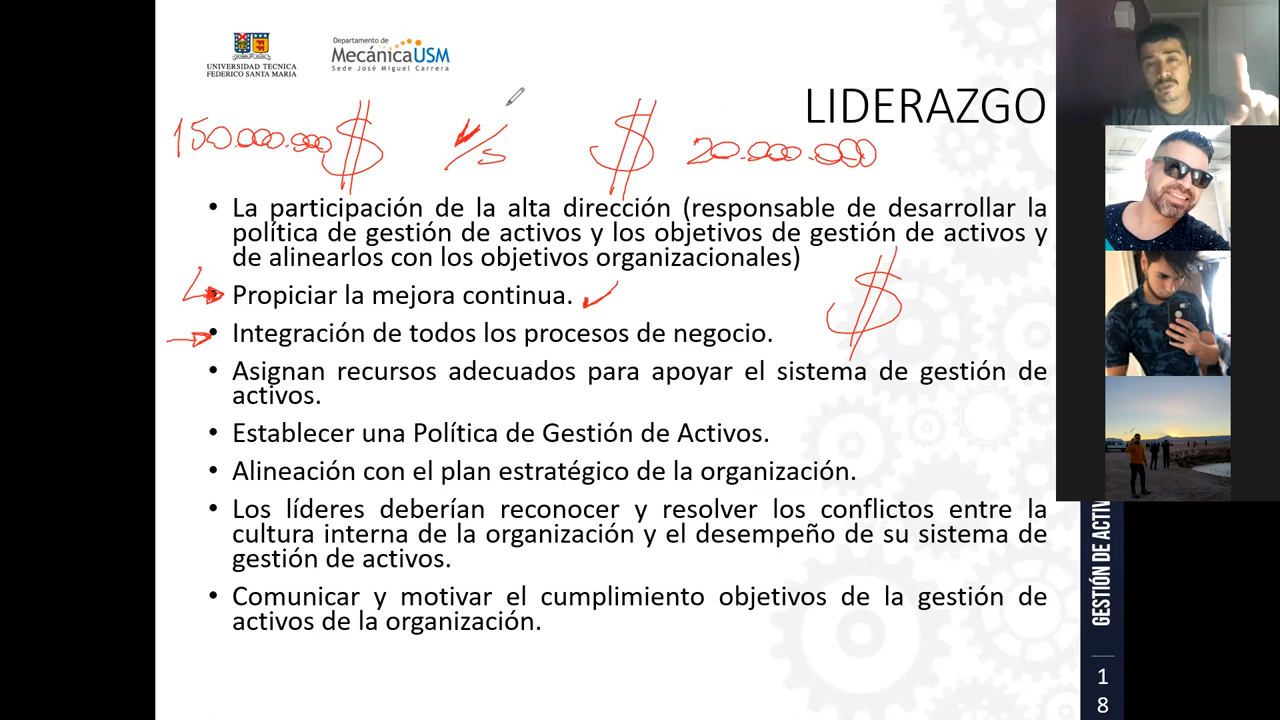 UNIVERSIDAD TECNICA
FEDERICO SANTA MARIA
Departamento de
MecánicaUSM
Sede José Miguel Carrera
LIDERAZGO
150.000.000 $ v/s $ 20.000.000
• La participación de la alta dirección (responsable de desarrollar la
política de gestión de activos y los objetivos de gestión de activos y
de alinearlos con los objetivos organizacionales)
• Propiciar la mejora continua.
$
• Integración de todos los procesos de negocio.
• Asignan recursos adecuados para apoyar el sistema de gestión de
activos.
• Establecer una Política de Gestión de Activos.
• Alineación con el plan estratégico de la organización.
• Los líderes deberían reconocer y resolver los conflictos entre la
cultura interna de la organización y el desempeño de su sistema de
gestión de activos.
• Comunicar y motivar el cumplimiento objetivos de la gestión de
activos de la organización.
GESTIÓN DE ACTIV
1
8